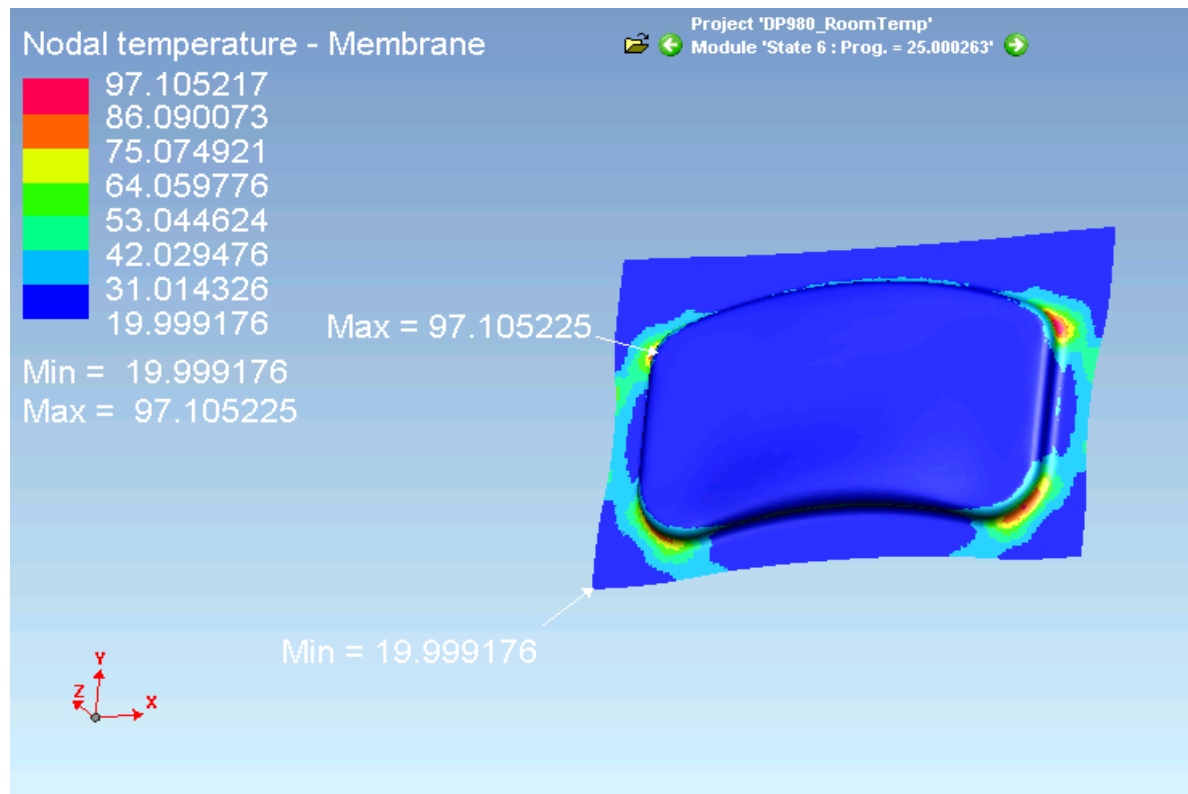 Project 'DP980_RoomTemp'
Module 'State 6 : Prog. = 25.000263'
Nodal temperature - Membrane
97.105217
86.090073
75.074921
64.059776
53.044624
42.029476
31.014326
19.999176
Min = 19.999176
Max = 97.105225
Max = 97.105225
Min = 19.999176
Y
Z
X